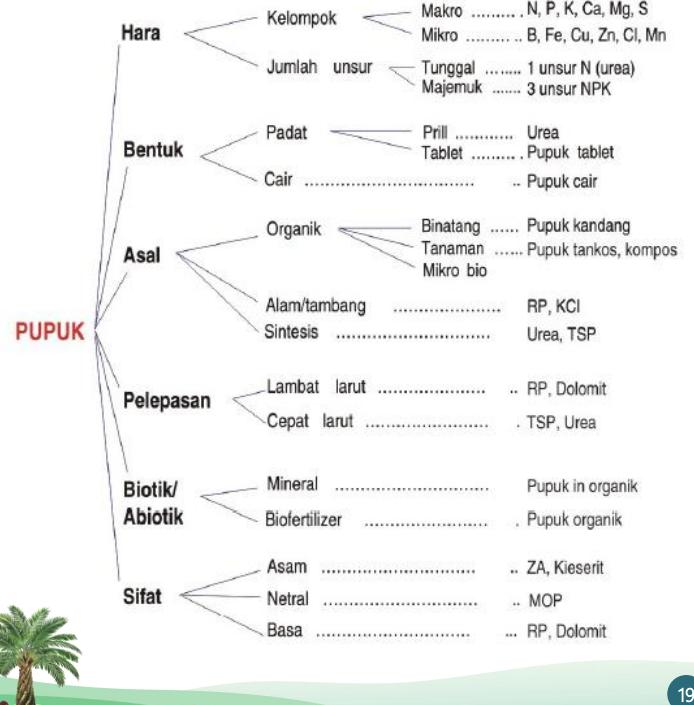 Hara
Kelompok
Makro .......... N, P, K, Ca, Mg, S
Mikro ........... B, Fe, Cu, Zn, Cl, Mn
Jumlah unsur
Tunggal ........ 1 unsur N (urea)
Majemuk ....... 3 unsur NPK
Bentuk
Padat
Prill ............ Urea
Tablet .......... Pupuk tablet
Cair ................................. .. Pupuk cair
Asal
Organik
Binatang ...... Pupuk kandang
Tanaman ...... Pupuk tankos, kompos
Mikro bio
Alam/tambang ..................... RP, KCl
Sintesis .............................. Urea, TSP
PUPUK
Pelepasan
Lambat larut ..................... .. RP, Dolomit
Cepat larut ........................ . TSP, Urea
Biotik/
Abiotik
Mineral .............................. Pupuk in organik
Biofertilizer ........................ . Pupuk organik
Sifat
Asam .............................. .. ZA, Kieserit
Netral .............................. .. MOP
Basa .............................. ... RP, Dolomit
19